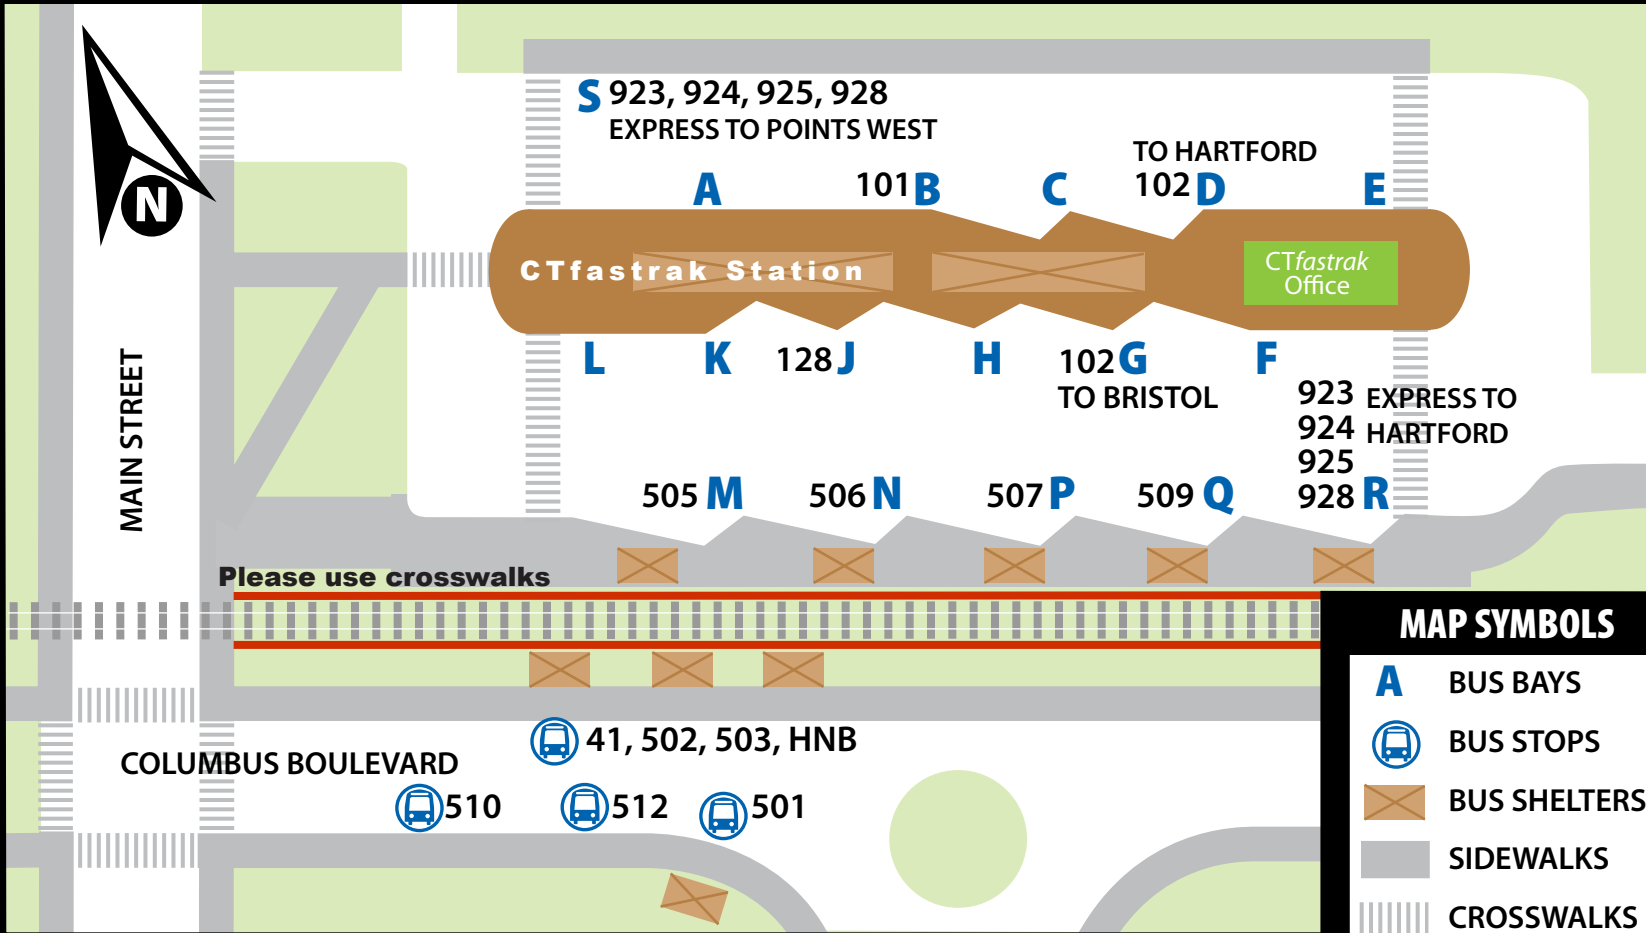 N
S 923, 924, 925, 928
EXPRESS TO POINTS WEST
TO HARTFORD
A 101 B C 102 D E
CTfastrak Station
CTfastrak
Office
L K 128 J H 102 G F
TO BRISTOL
923 EXPRESS TO
924 HARTFORD
925
928 R
505 M 506 N 507 P 509 Q
MAIN STREET
Please use crosswalks
41, 502, 503, HNB
COLUMBUS BOULEVARD
510 512 501
MAP SYMBOLS
A BUS BAYS
BUS STOPS
BUS SHELTERS
SIDEWALKS
CROSSWALKS